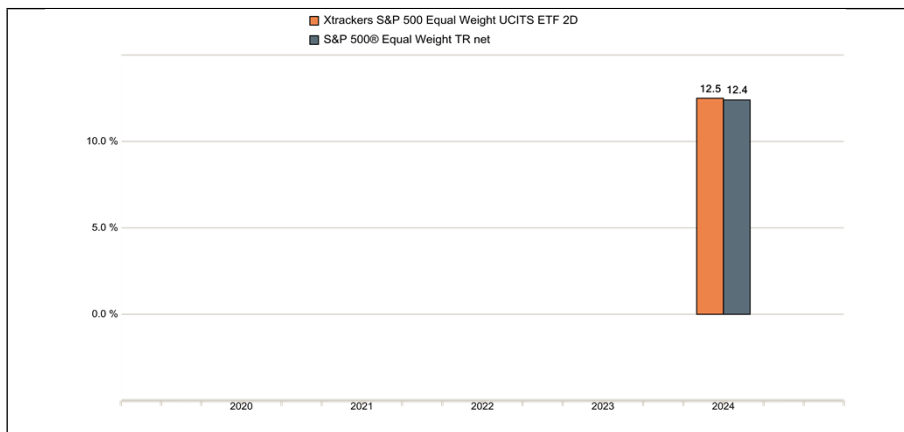 Xtrackers S&P 500 Equal Weight UCITS ETF 2D
S&P 500® Equal Weight TR net
12.5 12.4
10.0 %
5.0 %
0.0 %
2020 2021 2022 2023 2024